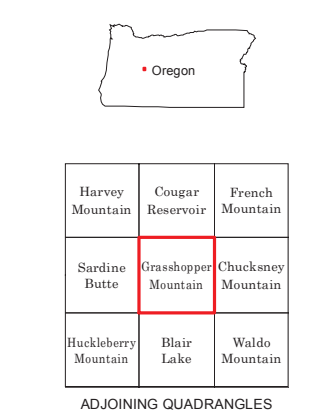 Oregon
Harvey
Mountain
Cougar
Reservoir
French
Mountain
Sardine
Butte
Grasshopper
Mountain
Chucksney
Mountain
Huckleberry
Mountain
Blair
Lake
Waldo
Mountain
ADJOINING QUADRANGLES